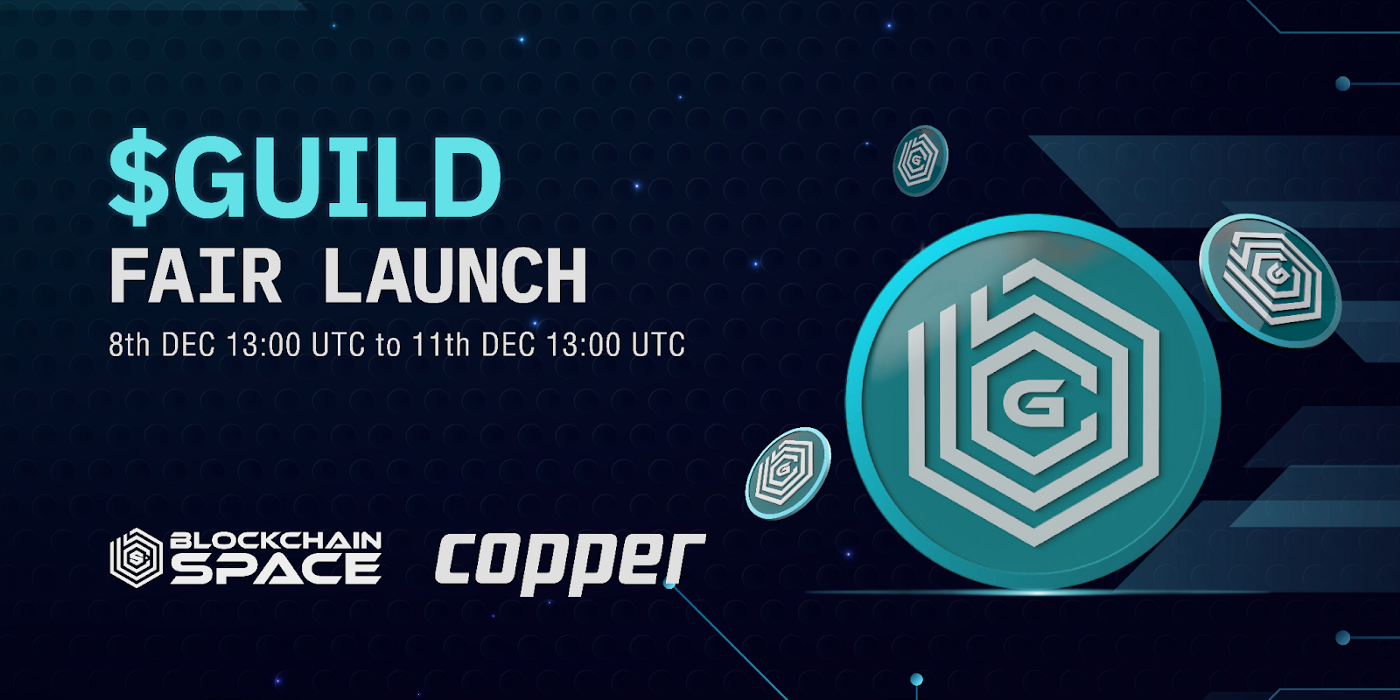 $GUILD
FAIR LAUNCH
8th DEC 13:00 UTC to 11th DEC 13:00 UTC
BLOCKCHAIN
SPACE
copper
G